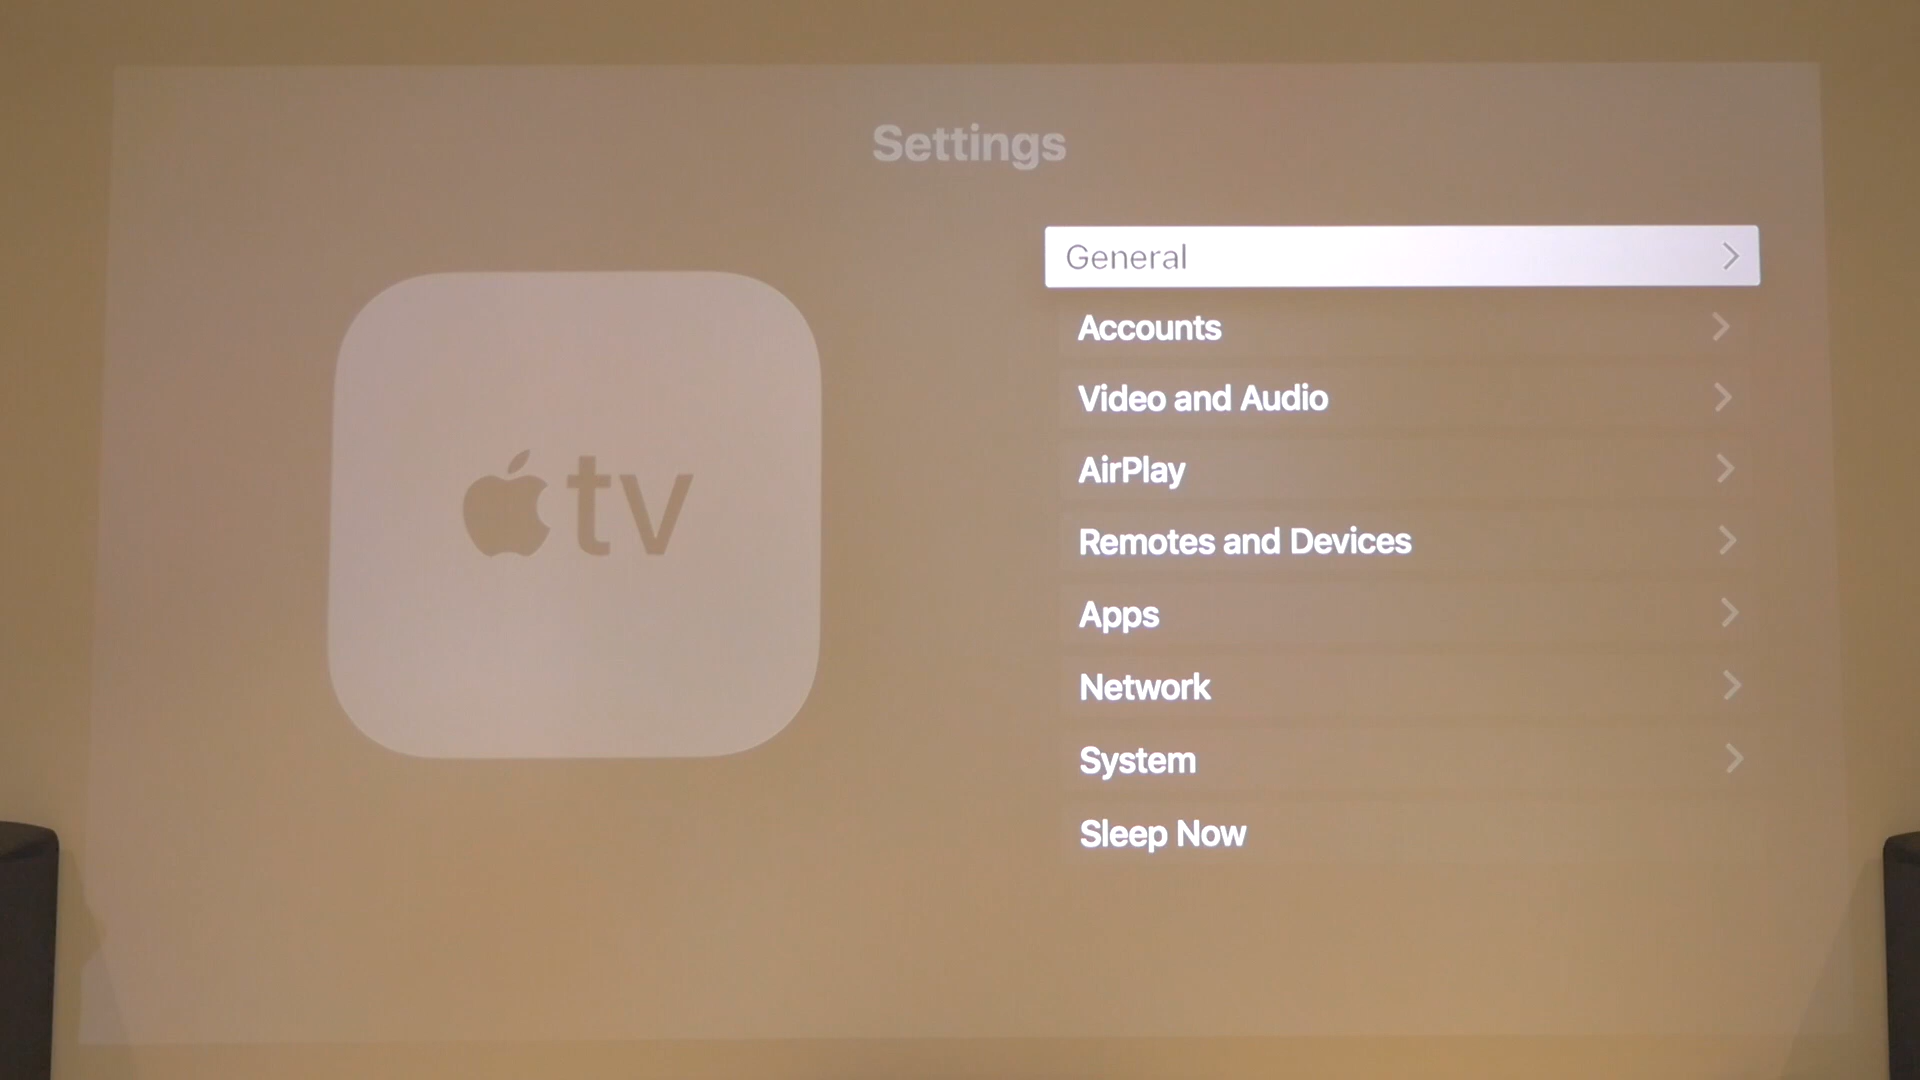 Settings
tv
General
Accounts
Video and Audio
AirPlay
Remotes and Devices
Apps
Network
System
Sleep Now